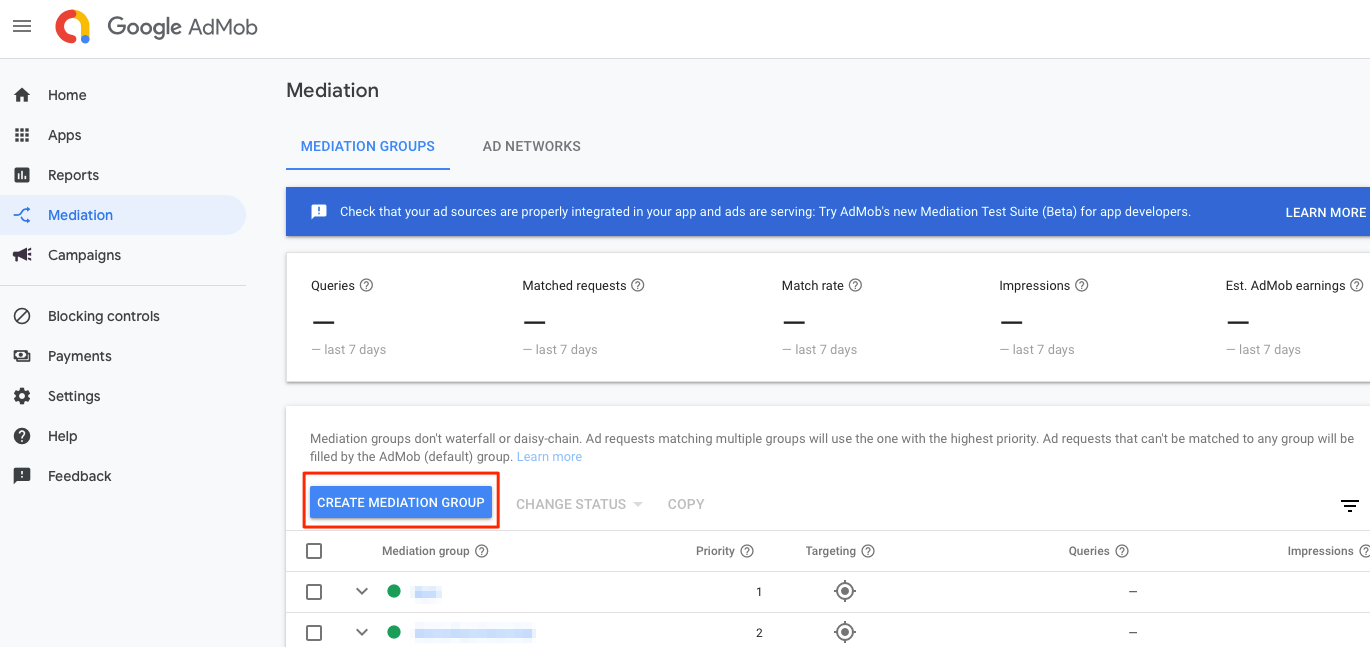 Google AdMob
Home
Apps
Reports
Mediation
Campaigns
Blocking controls
Payments
Settings
Help
Feedback
Mediation
MEDIATION GROUPS AD NETWORKS
Check that your ad sources are properly integrated in your app and ads are serving: Try AdMob's new Mediation Test Suite (Beta) for app developers. LEARN MORE
Queries Matched requests Match rate Impressions Est. AdMob earnings
— — — — —
— last 7 days — last 7 days — last 7 days — last 7 days — last 7 days
Mediation groups don't waterfall or daisy-chain. Ad requests matching multiple groups will use the one with the highest priority. Ad requests that can't be matched to any group will be
filled by the AdMob (default) group. Learn more
CREATE MEDIATION GROUP CHANGE STATUS COPY
Mediation group Priority Targeting Queries Impressions
1 —
2 —